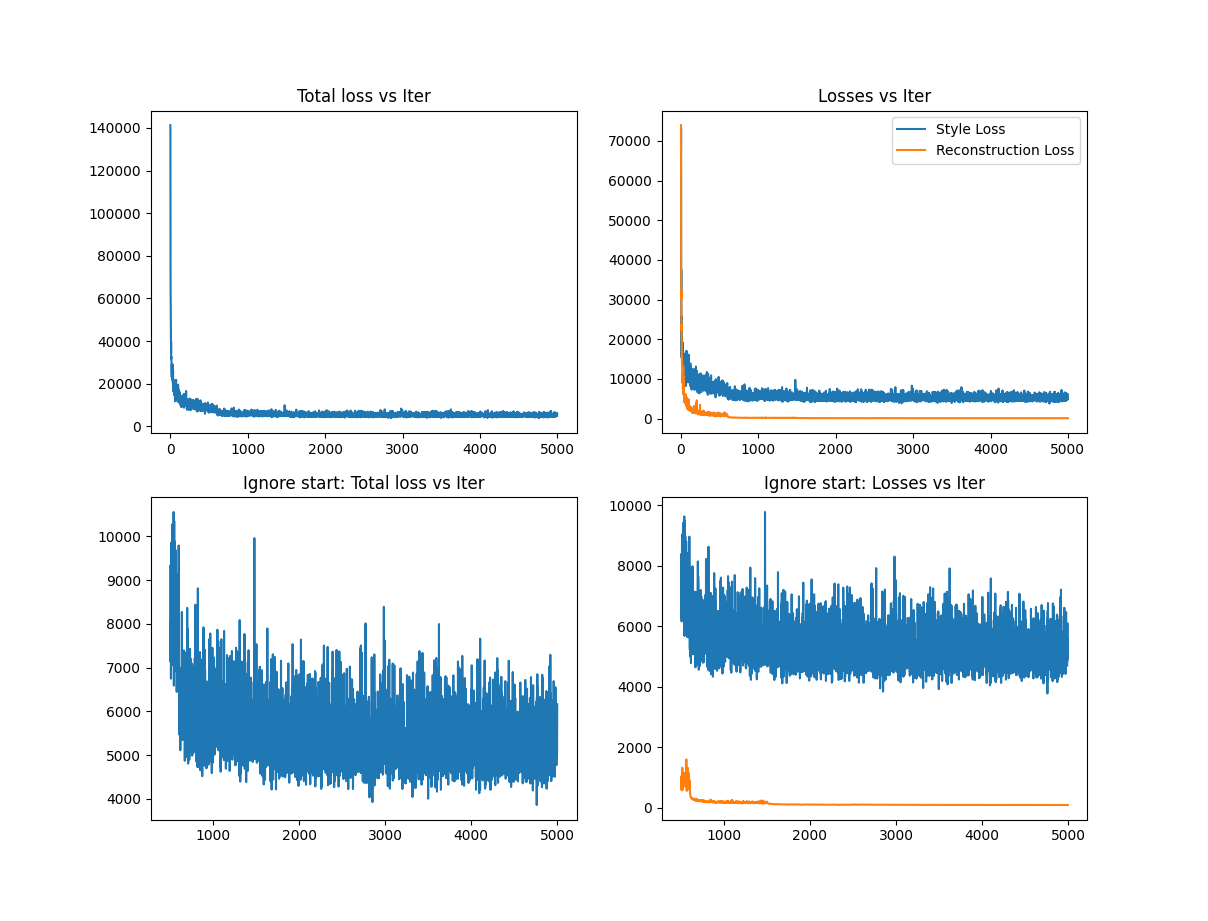 Total loss vs Iter
140000
120000
100000
80000
60000
40000
20000
0
0 1000 2000 3000 4000 5000
Losses vs Iter
Style Loss
Reconstruction Loss
70000
60000
50000
40000
30000
20000
10000
0
0 1000 2000 3000 4000 5000
Ignore start: Total loss vs Iter
10000
9000
8000
7000
6000
5000
4000
1000 2000 3000 4000 5000
Ignore start: Losses vs Iter
10000
8000
6000
4000
2000
0
1000 2000 3000 4000 5000